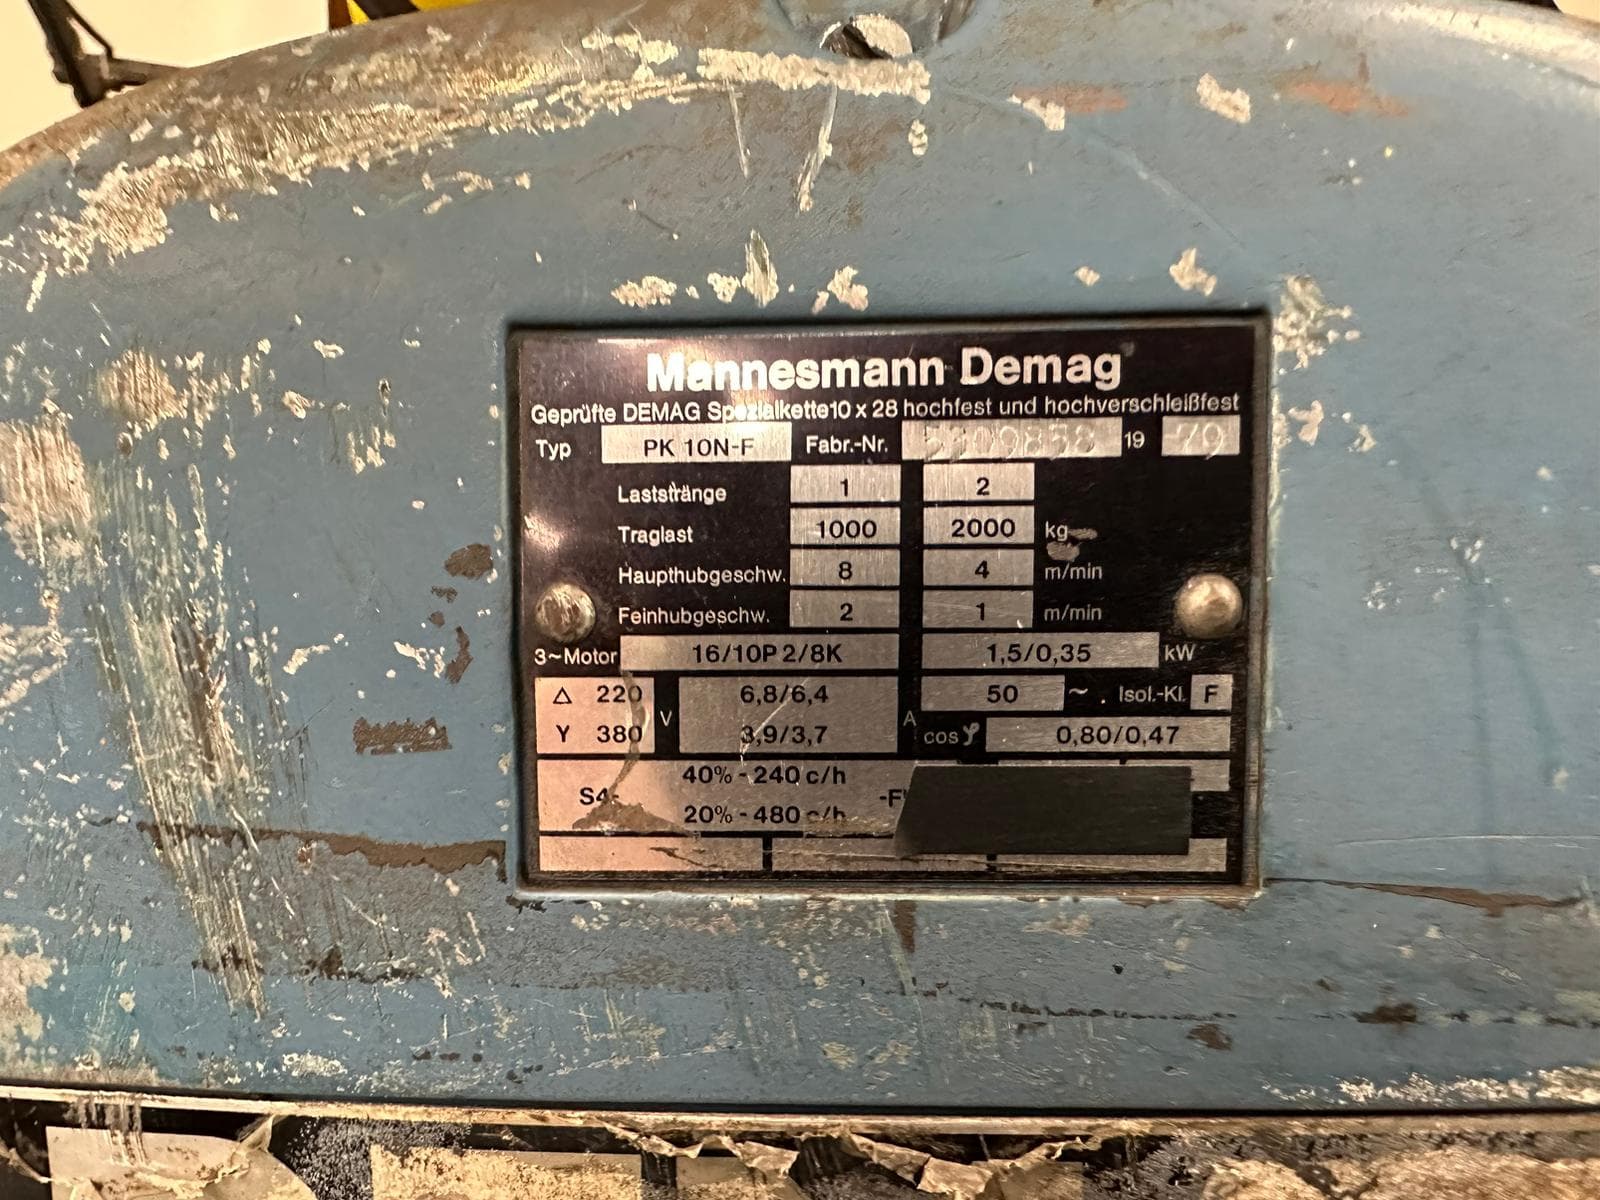 Mannesmann Demag
Geprüfte DEMAG Spezialkette 10 x 28 hochfest und hochverschleißfest
Typ PK 10N-F Fabr.-Nr. 5309858 19 79
Laststränge 1 2
Traglast 1000 2000 kg
Haupthubgeschw. 8 4 m/min
Feinhubgeschw. 2 1 m/min
3~Motor 16/10P 2/8K 1,5/0,35 kW
△ 220 V 6,8/6,4 A 50 ~ . Isol.-Kl. F
Y 380 3,9/3,7 cos φ 0,80/0,47
S4- 40% - 240 c/h
20% - 480 c/h